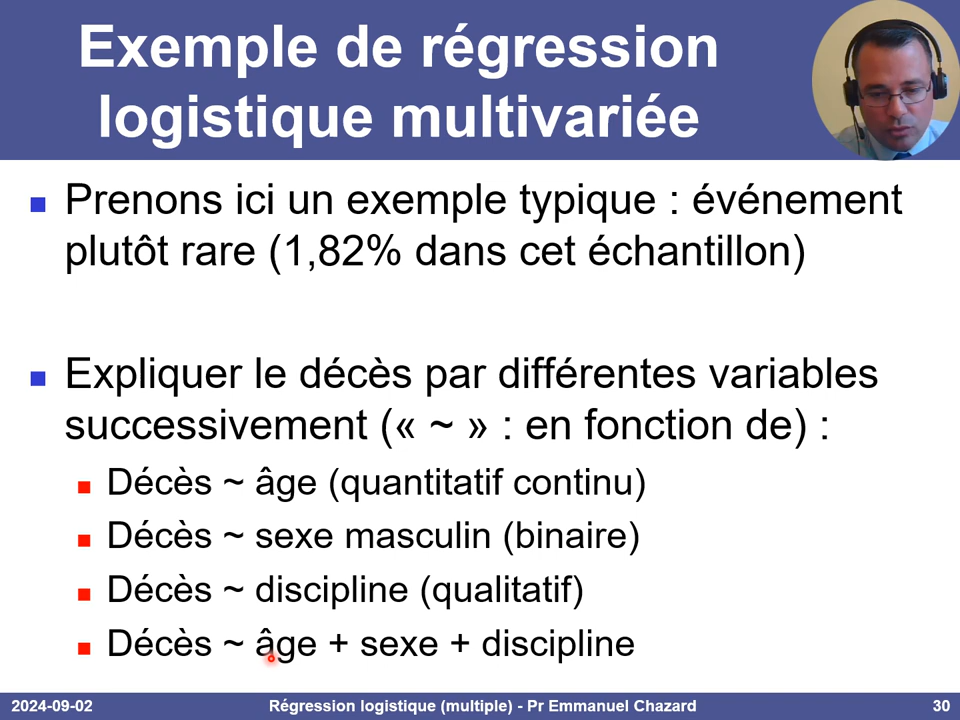 Exemple de régression
logistique multivariée
Prenons ici un exemple typique : événement
plutôt rare (1,82% dans cet échantillon)
Expliquer le décès par différentes variables
successivement (« ~ » : en fonction de) :
Décès ~ âge (quantitatif continu)
Décès ~ sexe masculin (binaire)
Décès ~ discipline (qualitatif)
Décès ~ âge + sexe + discipline
2024-09-02 Régression logistique (multiple) - Pr Emmanuel Chazard 30